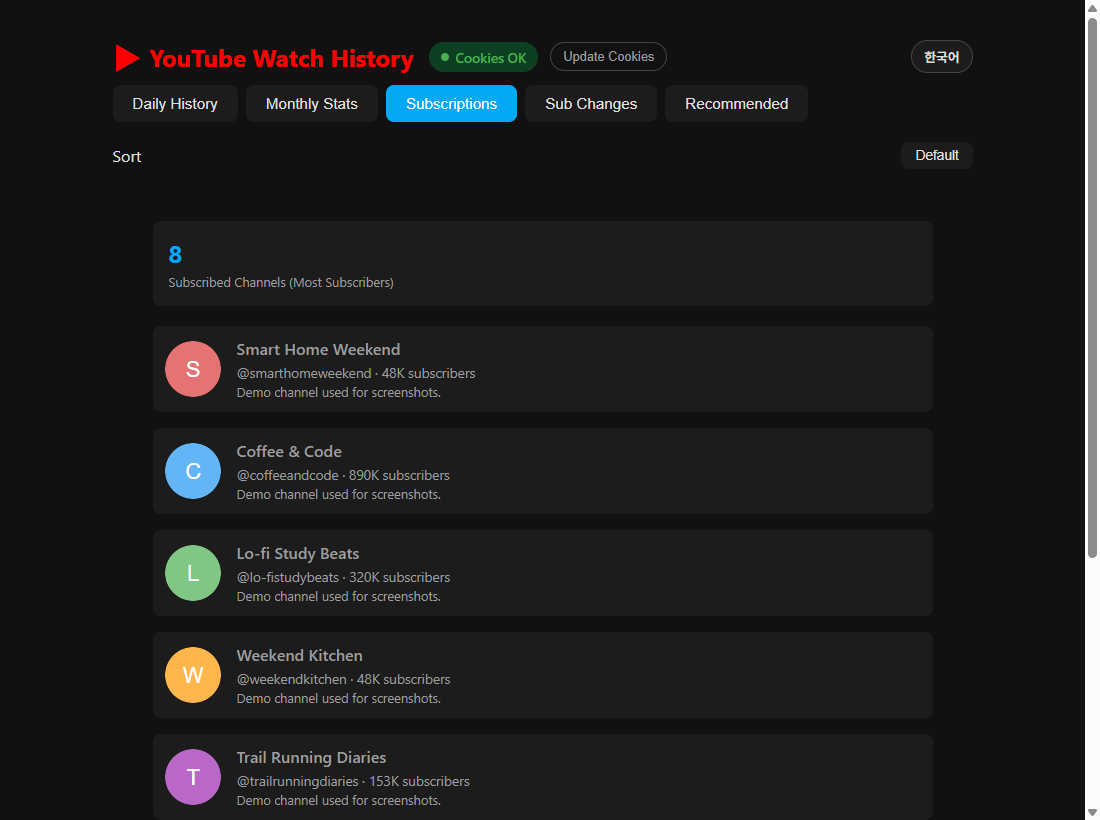 YouTube Watch History
Cookies OK
Update Cookies
한국어
Daily History
Monthly Stats
Subscriptions
Sub Changes
Recommended
Sort
Default
8
Subscribed Channels (Most Subscribers)
S
Smart Home Weekend
@smarthomeweekend · 48K subscribers
Demo channel used for screenshots.
C
Coffee & Code
@coffeeandcode · 890K subscribers
Demo channel used for screenshots.
L
Lo-fi Study Beats
@lo-fistudybeats · 320K subscribers
Demo channel used for screenshots.
W
Weekend Kitchen
@weekendkitchen · 48K subscribers
Demo channel used for screenshots.
T
Trail Running Diaries
@trailrunningdiaries · 153K subscribers
Demo channel used for screenshots.